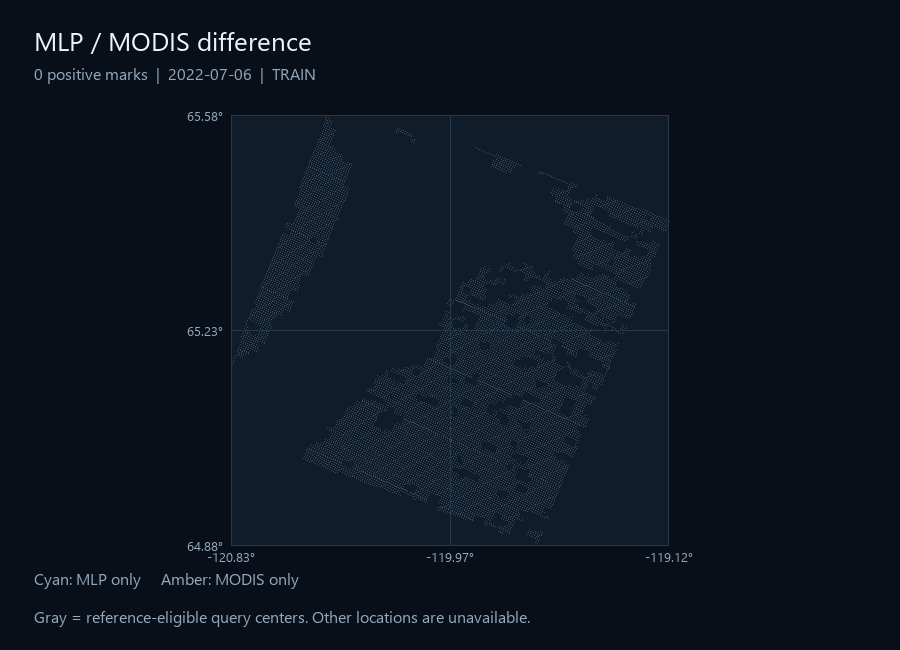 MLP / MODIS difference
0 positive marks | 2022-07-06 | TRAIN
65.58°
65.23°
64.88°
-120.83° -119.97° -119.12°
Cyan: MLP only Amber: MODIS only
Gray = reference-eligible query centers. Other locations are unavailable.